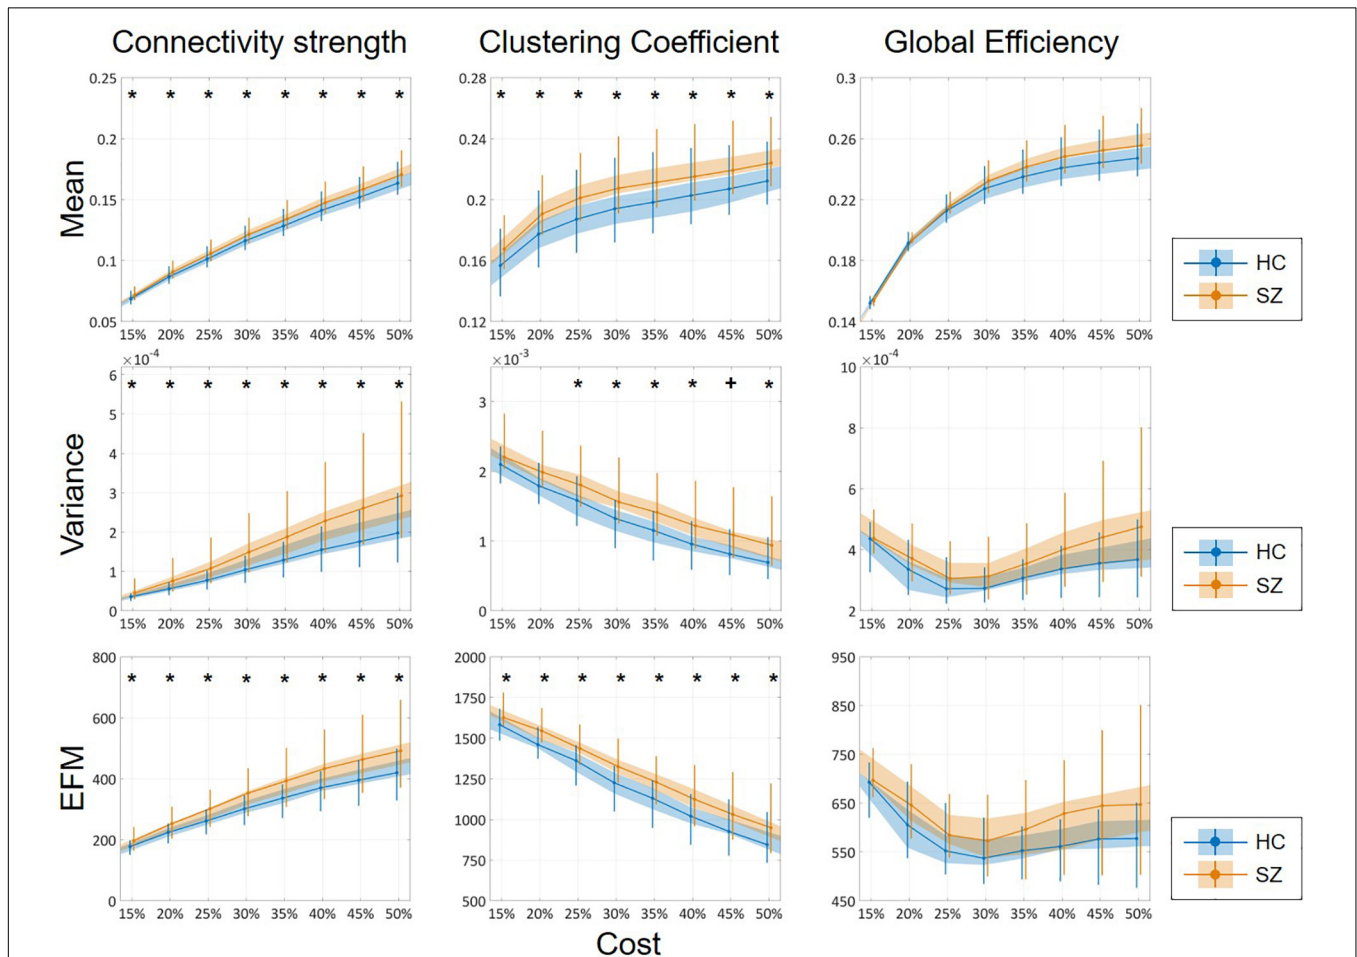 Connectivity strength Clustering Coefficient Global Efficiency
Mean
0.25 0.2 0.15 0.1 0.05
* * * * * * * *
15% 20% 25% 30% 35% 40% 45% 50%
0.28 0.24 0.2 0.16 0.12
* * * * * * * *
15% 20% 25% 30% 35% 40% 45% 50%
0.3 0.26 0.22 0.18 0.14
15% 20% 25% 30% 35% 40% 45% 50%
HC
SZ
Variance
×10-4
6 5 4 3 2 1 0
* * * * * * * *
15% 20% 25% 30% 35% 40% 45% 50%
×10-3
3 2 1 0
* * * * + *
15% 20% 25% 30% 35% 40% 45% 50%
×10-4
10 8 6 4 2
15% 20% 25% 30% 35% 40% 45% 50%
HC
SZ
EFM
800 600 400 200 0
* * * * * * * *
15% 20% 25% 30% 35% 40% 45% 50%
2000 1750 1500 1250 1000 750 500
* * * * * * * *
15% 20% 25% 30% 35% 40% 45% 50%
950 850 750 650 550 450
15% 20% 25% 30% 35% 40% 45% 50%
HC
SZ
Cost